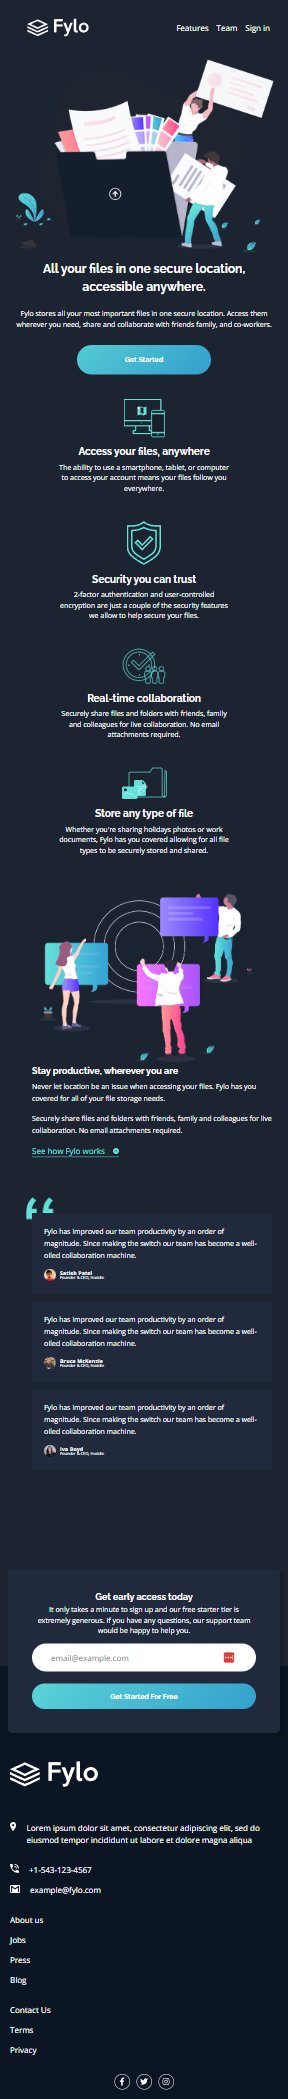 Fylo
Features Team Sign in
All your files in one secure location,
accessible anywhere.
Fylo stores all your most important files in one secure location. Access them
wherever you need, share and collaborate with friends family, and co-workers.
Get Started
Access your files, anywhere
The ability to use a smartphone, tablet, or computer
to access your account means your files follow you
everywhere.
Security you can trust
2-factor authentication and user-controlled
encryption are just a couple of the security features
we allow to help secure your files.
Real-time collaboration
Securely share files and folders with friends, family
and colleagues for live collaboration. No email
attachments required.
Store any type of file
Whether you're sharing holidays photos or work
documents, Fylo has you covered allowing for all file
types to be securely stored and shared.
Stay productive, wherever you are
Never let location be an issue when accessing your files. Fylo has you
covered for all of your file storage needs.
Securely share files and folders with friends, family and colleagues for live
collaboration. No email attachments required.
See how Fylo works
Fylo has improved our team productivity by an order of
magnitude. Since making the switch our team has become a well-
oiled collaboration machine.
Satish Patel
Founder & CEO, Huddle
Fylo has improved our team productivity by an order of
magnitude. Since making the switch our team has become a well-
oiled collaboration machine.
Bruce McKenzie
Founder & CEO, Huddle
Fylo has improved our team productivity by an order of
magnitude. Since making the switch our team has become a well-
oiled collaboration machine.
Iva Boyd
Founder & CEO, Huddle
Get early access today
It only takes a minute to sign up and our free starter tier is
extremely generous. If you have any questions, our support team
would be happy to help you.
email@example.com
Get Started For Free
Fylo
Lorem ipsum dolor sit amet, consectetur adipiscing elit, sed do
eiusmod tempor incididunt ut labore et dolore magna aliqua
+1-543-123-4567
example@fylo.com
About us
Jobs
Press
Blog
Contact Us
Terms
Privacy